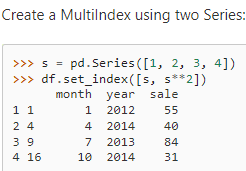 Create a MultiIndex using two Series:
>>> s = pd.Series([1, 2, 3, 4])
>>> df.set_index([s, s**2])
      month  year  sale
1 1       1  2012    55
2 4       4  2014    40
3 9       7  2013    84
4 16     10  2014    31